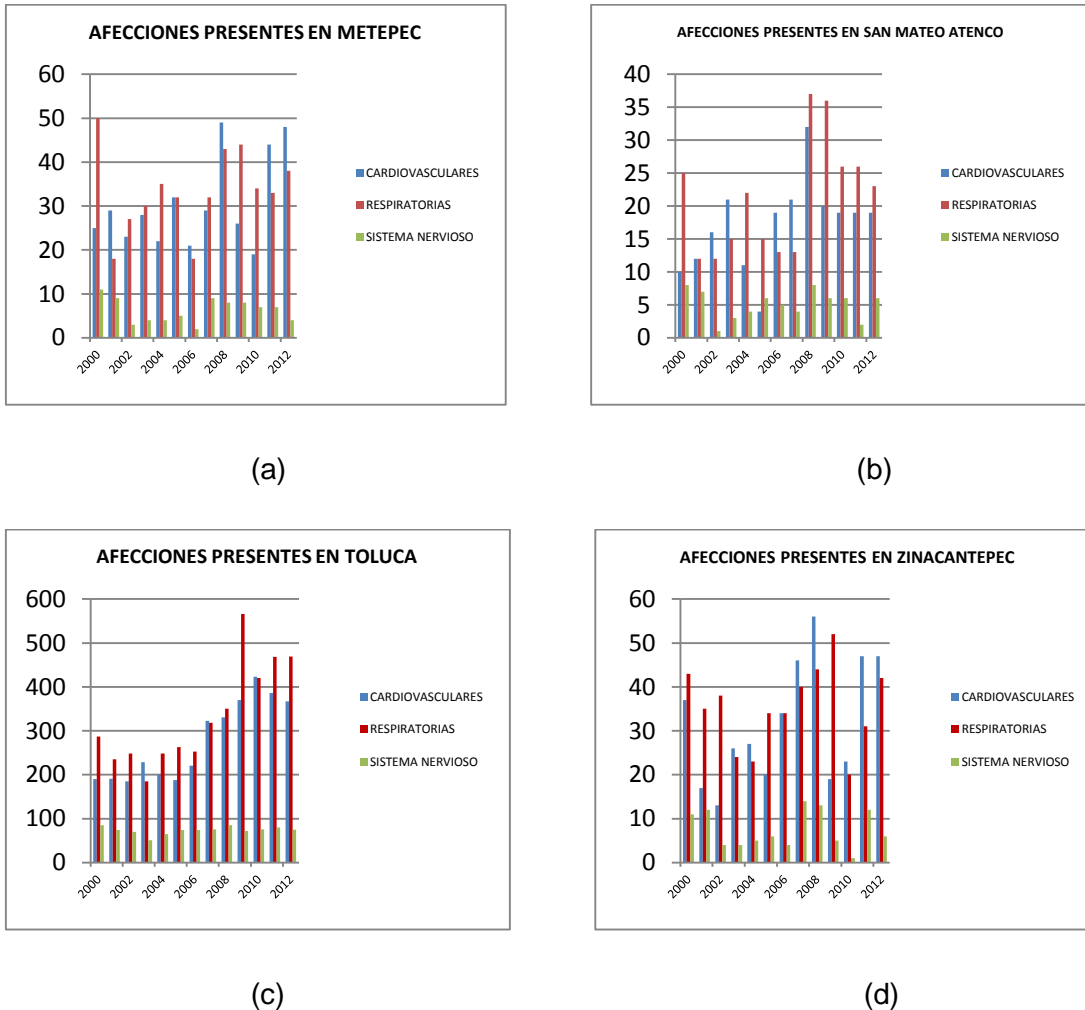 AFECCIONES PRESENTES EN METEPEC
60
50
40
30
20
10
0
2000
2002
2004
2006
2008
2010
2012
CARDIOVASCULARES
RESPIRATORIAS
SISTEMA NERVIOSO
(a)
AFECCIONES PRESENTES EN SAN MATEO ATENCO
40
35
30
25
20
15
10
5
0
2000
2002
2004
2006
2008
2010
2012
CARDIOVASCULARES
RESPIRATORIAS
SISTEMA NERVIOSO
(b)
AFECCIONES PRESENTES EN TOLUCA
600
500
400
300
200
100
0
2000
2002
2004
2006
2008
2010
2012
CARDIOVASCULARES
RESPIRATORIAS
SISTEMA NERVIOSO
(c)
AFECCIONES PRESENTES EN ZINACANTEPEC
60
50
40
30
20
10
0
2000
2002
2004
2006
2008
2010
2012
CARDIOVASCULARES
RESPIRATORIAS
SISTEMA NERVIOSO
(d)